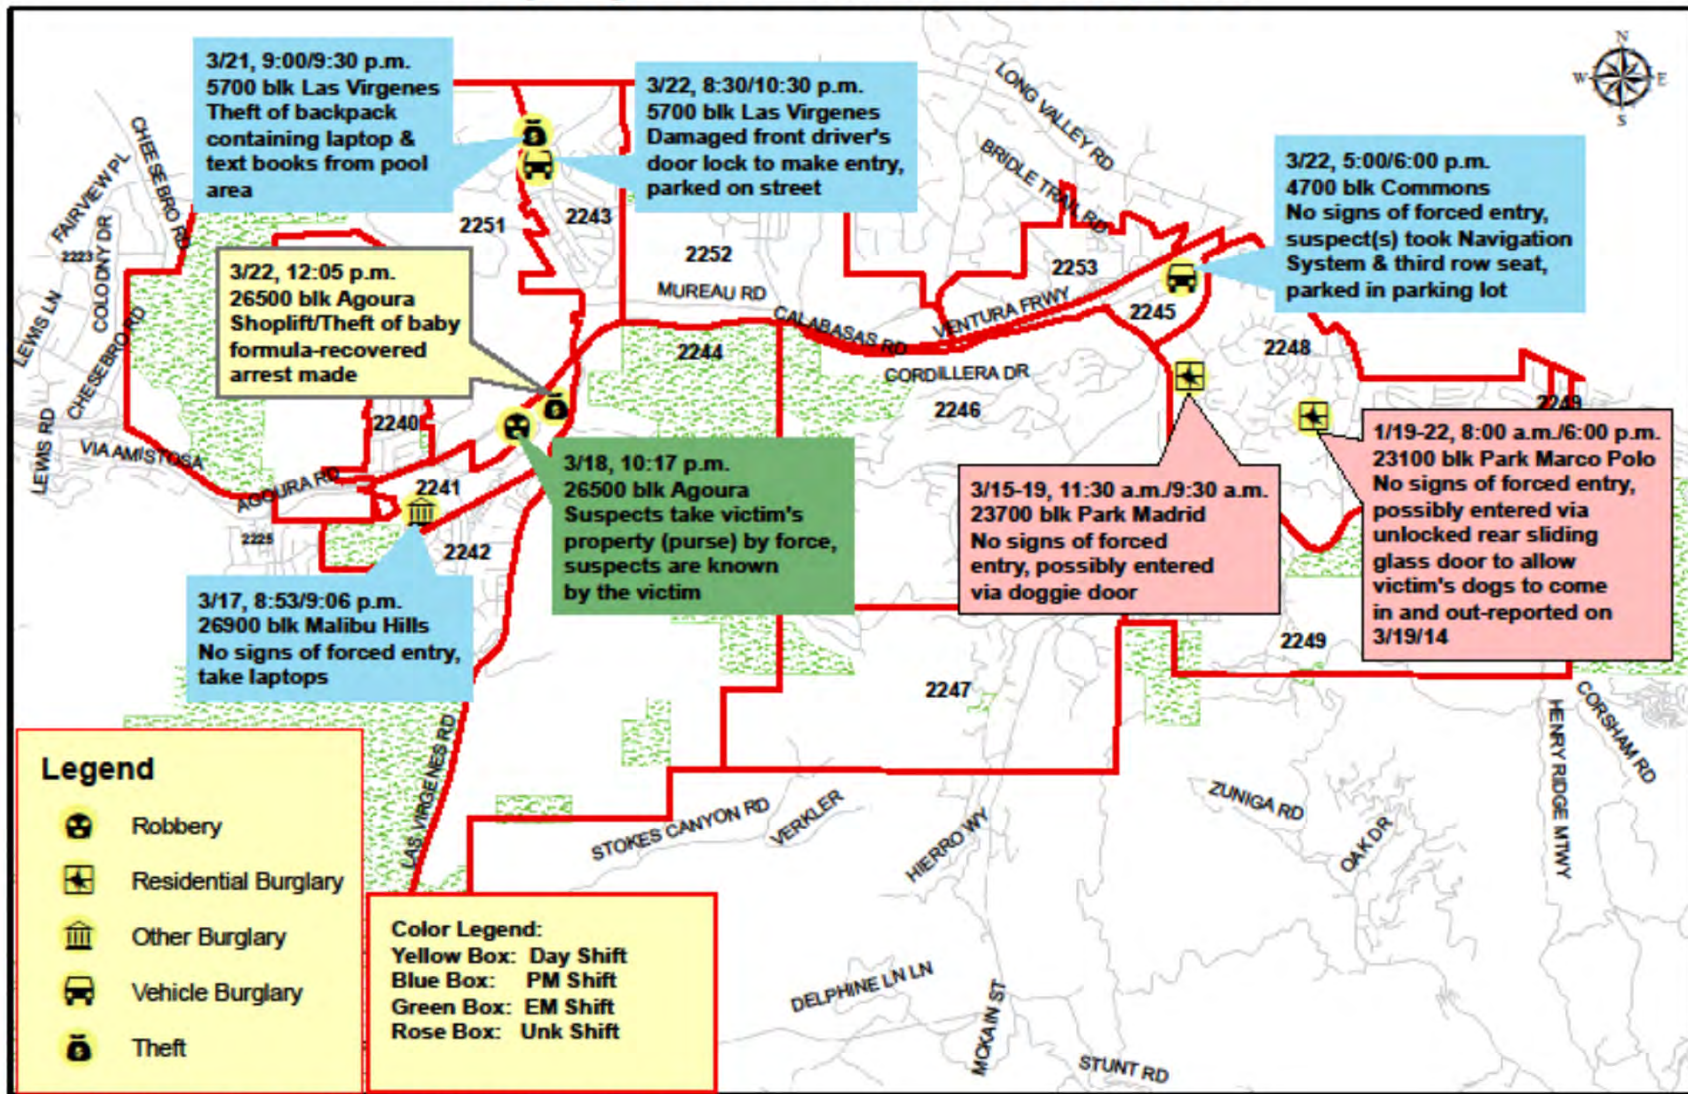 N
W E
S
3/21, 9:00/9:30 p.m.
5700 blk Las Virgenes
Theft of backpack
containing laptop &
text books from pool
area
3/22, 8:30/10:30 p.m.
5700 blk Las Virgenes
Damaged front driver's
door lock to make entry,
parked on street
3/22, 5:00/6:00 p.m.
4700 blk Commons
No signs of forced entry,
suspect(s) took Navigation
System & third row seat,
parked in parking lot
3/22, 12:05 p.m.
26500 blk Agoura
Shoplift/Theft of baby
formula-recovered
arrest made
3/18, 10:17 p.m.
26500 blk Agoura
Suspects take victim's
property (purse) by force,
suspects are known
by the victim
3/15-19, 11:30 a.m./9:30 a.m.
23700 blk Park Madrid
No signs of forced
entry, possibly entered
via doggie door
1/19-22, 8:00 a.m./6:00 p.m.
23100 blk Park Marco Polo
No signs of forced entry,
possibly entered via
unlocked rear sliding
glass door to allow
victim's dogs to come
in and out-reported on
3/19/14
3/17, 8:53/9:06 p.m.
26900 blk Malibu Hills
No signs of forced entry,
take laptops
LONG VALLEY RD
BRIDLE TRAIL RD
CHEESEBRO RD
FAIRVIEW PL
COLODNY DR
2223
LEWIS LN
CHESEBRO RD
LEWIS RD
VIA AMISTOSA
AGOURA RD
2225
2251
2243
2252
2253
MUREAU RD
CALABASAS RD
VENTURA FRWY
2245
2244
CORDILLERA DR
2246
2248
2249
2240
2241
2242
2249
2247
LAS VIRGENES RD
STOKES CANYON RD
VERKLER
HIERRO WY
ZUNIGA RD
OAK DR
HENRY RIDGE MTWY
CORSHAM RD
DELPHINE LN LN
MCKAIN ST
STUNT RD
Legend
Robbery
Residential Burglary
Other Burglary
Vehicle Burglary
Theft
Color Legend:
Yellow Box: Day Shift
Blue Box: PM Shift
Green Box: EM Shift
Rose Box: Unk Shift